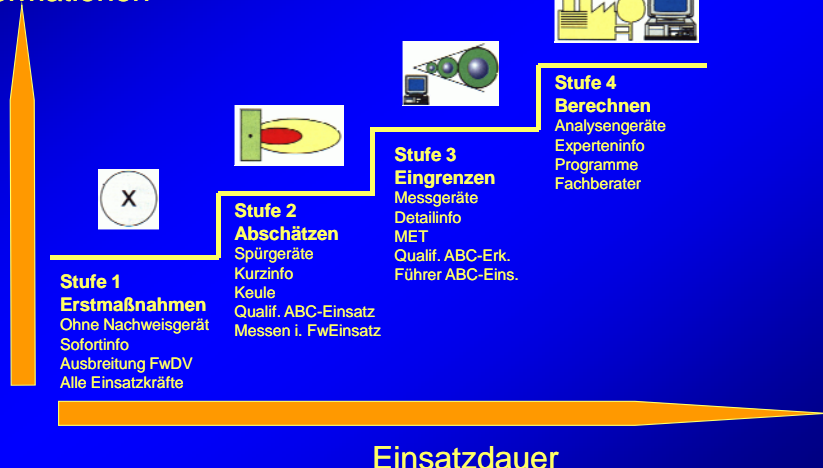 X
Stufe 1
Erstmaßnahmen
Ohne Nachweisgerät
Sofortinfo
Ausbreitung FwDV
Alle Einsatzkräfte
Stufe 2
Abschätzen
Spürgeräte
Kurzinfo
Keule
Qualif. ABC-Einsatz
Messen i. FwEinsatz
Stufe 3
Eingrenzen
Messgeräte
Detailinfo
MET
Qualif. ABC-Erk.
Führer ABC-Eins.
Stufe 4
Berechnen
Analysengeräte
Experteninfo
Programme
Fachberater
Einsatzdauer